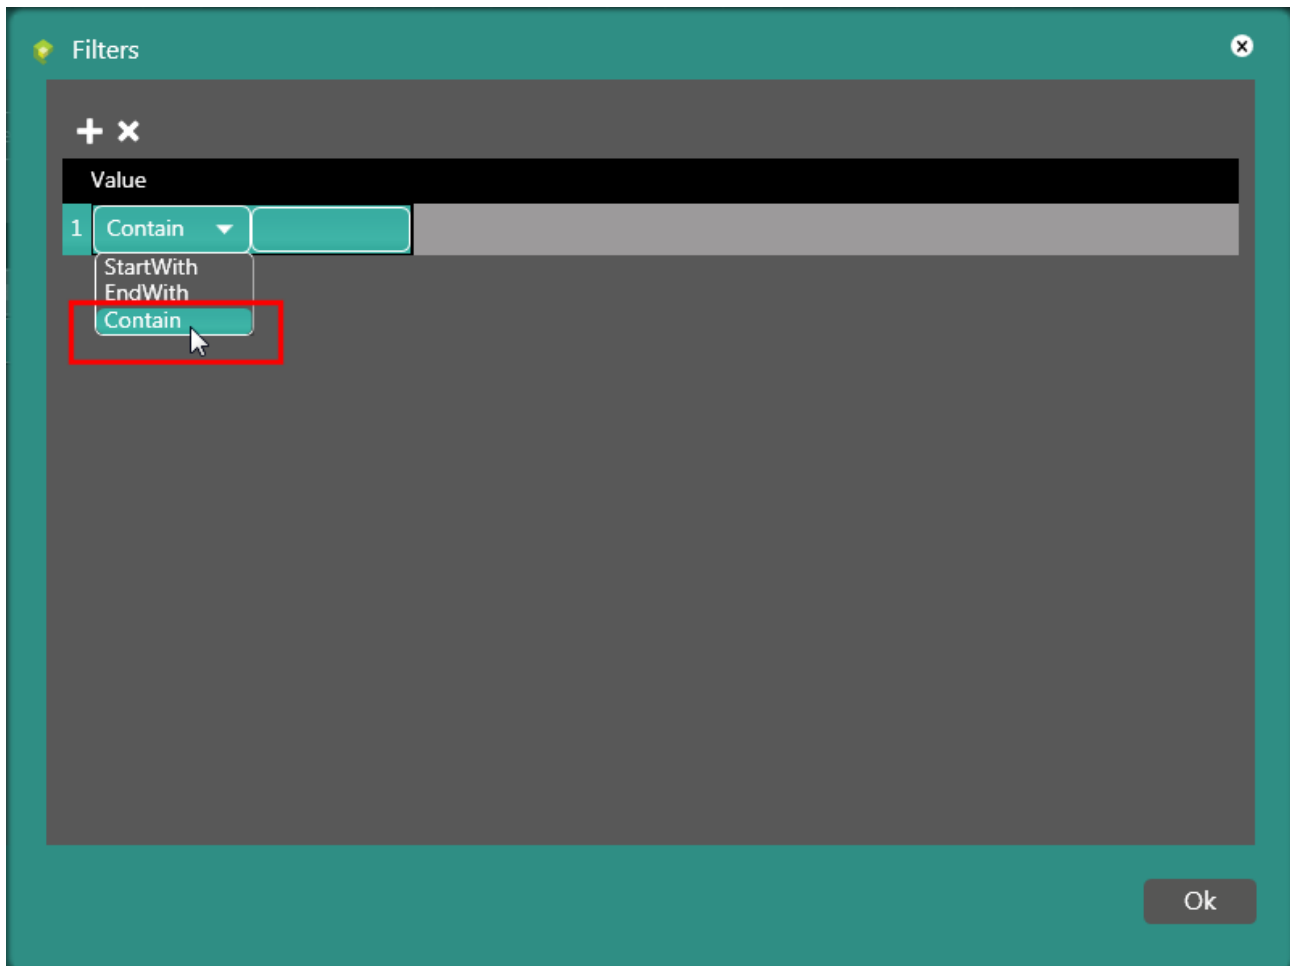 Filters
Value
1 Contain
StartWith
EndWith
Contain
Ok